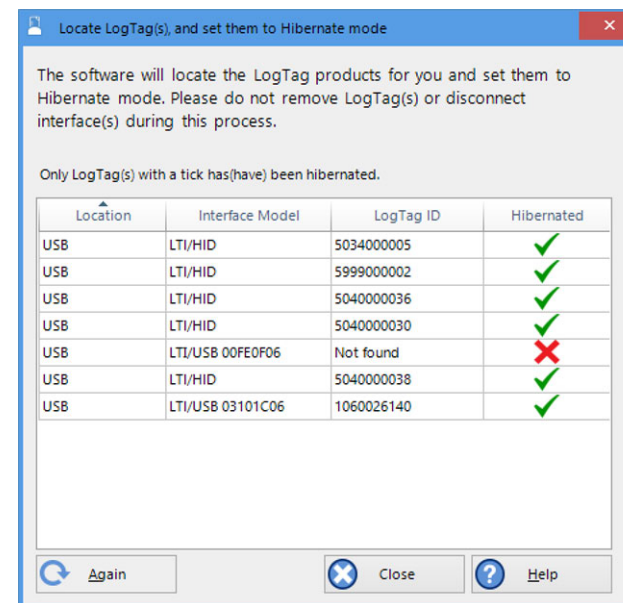 Locate LogTag(s), and set them to Hibernate mode
The software will locate the LogTag products for you and set them to
Hibernate mode. Please do not remove LogTag(s) or disconnect
interface(s) during this process.
Only LogTag(s) with a tick has(have) been hibernated.
Location Interface Model LogTag ID Hibernated
USB LTI/HID 5034000005
USB LTI/HID 5999000002
USB LTI/HID 5040000036
USB LTI/HID 5040000030
USB LTI/USB 00FE0F06 Not found
USB LTI/HID 5040000038
USB LTI/USB 03101C06 1060026140
Again Close Help